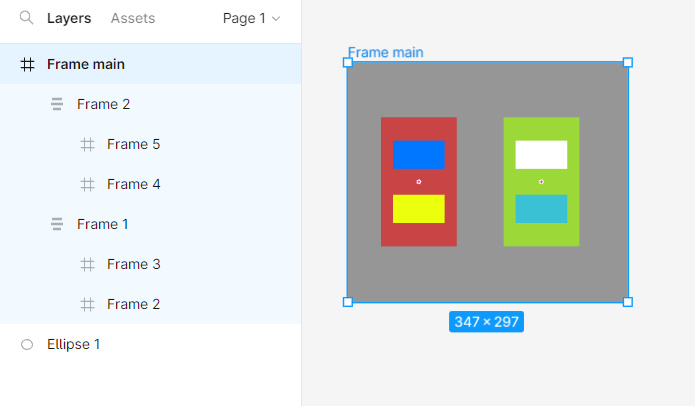 Layers Assets Page 1
Frame main
Frame 2
Frame 5
Frame 4
Frame 1
Frame 3
Frame 2
Ellipse 1
Frame main
347 × 297